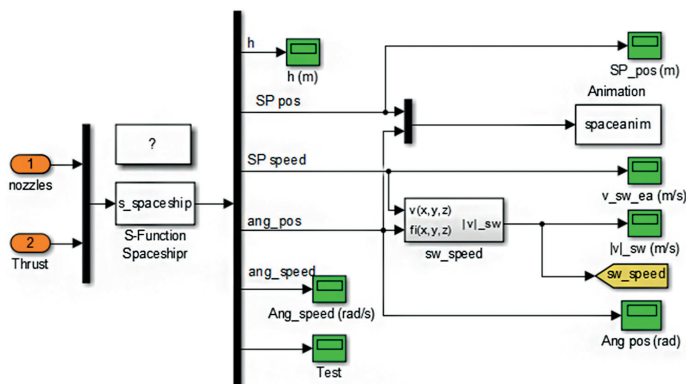 h
h (m)
SP_pos (m)
SP pos
Animation
spaceanim
?
1
nozzles
s_spaceship
S-Function
Spaceshipr
SP speed
v_sw_ea (m/s)
v(x,y,z)
fi(x,y,z)
|v|_sw
sw_speed
ang_pos
|v|_sw (m/s)
2
Thrust
sw_speed
ang_speed
Ang_speed (rad/s)
Ang pos (rad)
Test